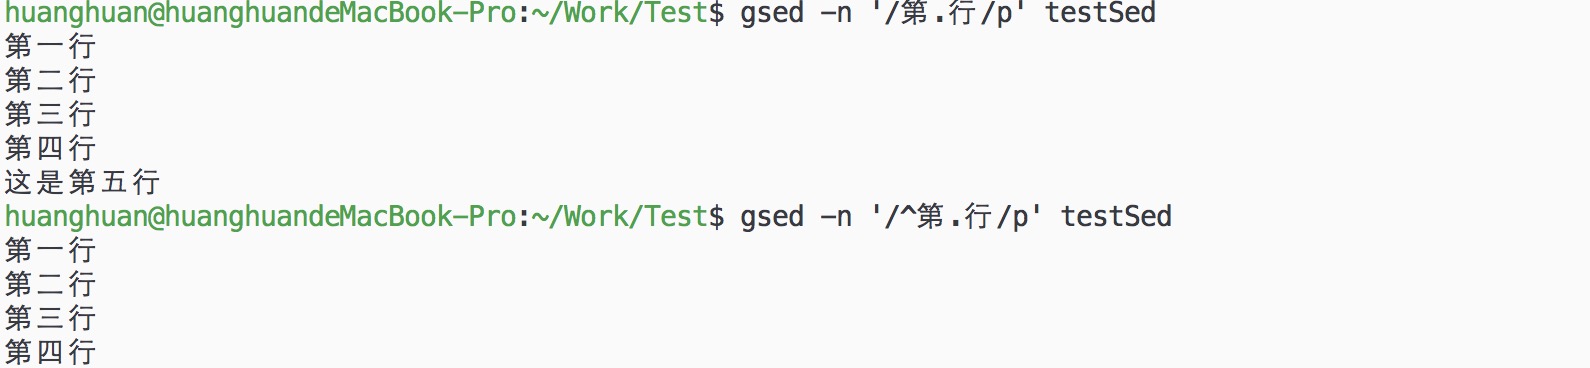 huanghuan@huanghuandeMacBook-Pro:~/Work/Test$ gsed -n '/第.行/p' testSed
第一行
第二行
第三行
第四行
这是第五行
huanghuan@huanghuandeMacBook-Pro:~/Work/Test$ gsed -n '/^第.行/p' testSed
第一行
第二行
第三行
第四行